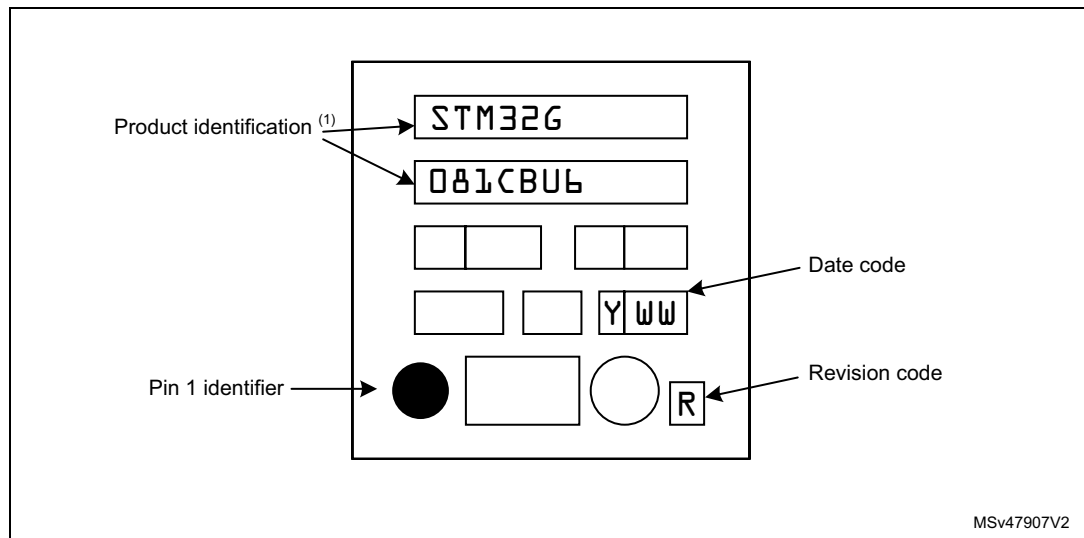 STM32G
Product identification (1)
081CBU6
Date code
Y WW
Pin 1 identifier
Revision code
R
MSv47907V2